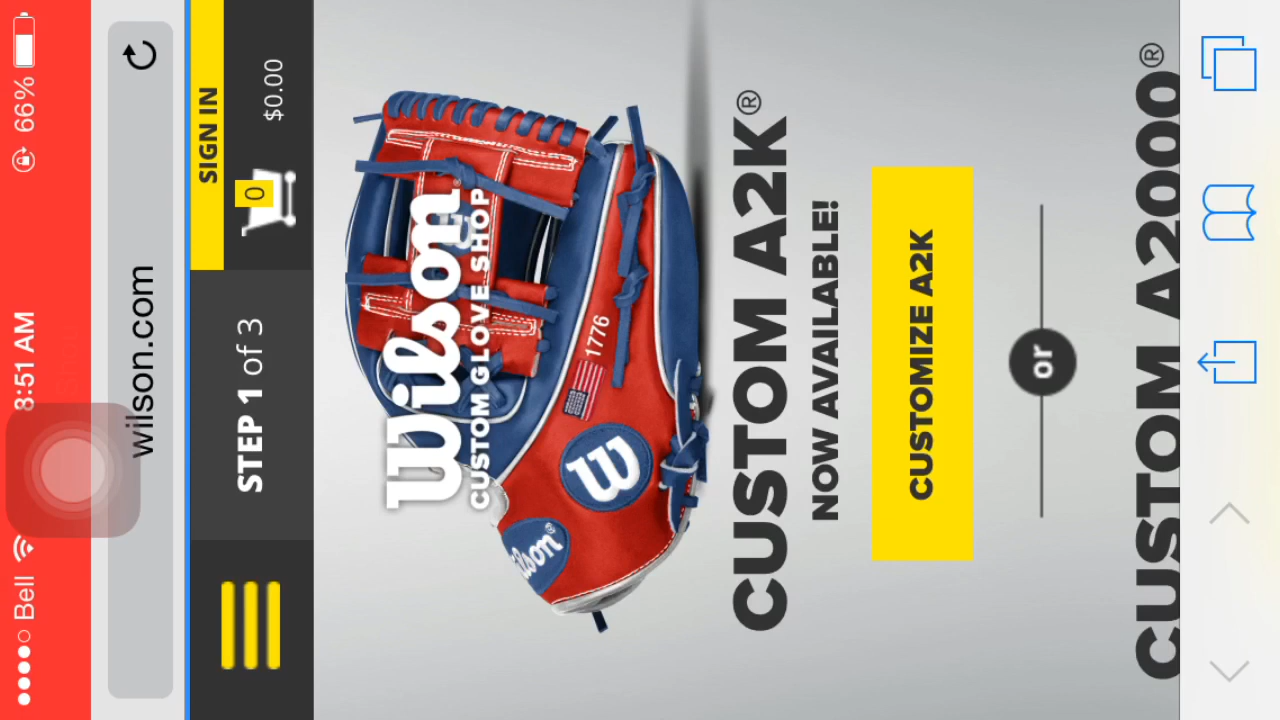 Bell 8:51 AM 66%
wilson.com
SIGN IN
STEP 1 of 3
0
$0.00
Wilson®
CUSTOM GLOVE SHOP
1776
W
Wilson®
CUSTOM A2K®
NOW AVAILABLE!
CUSTOMIZE A2K
or
CUSTOM A2000®